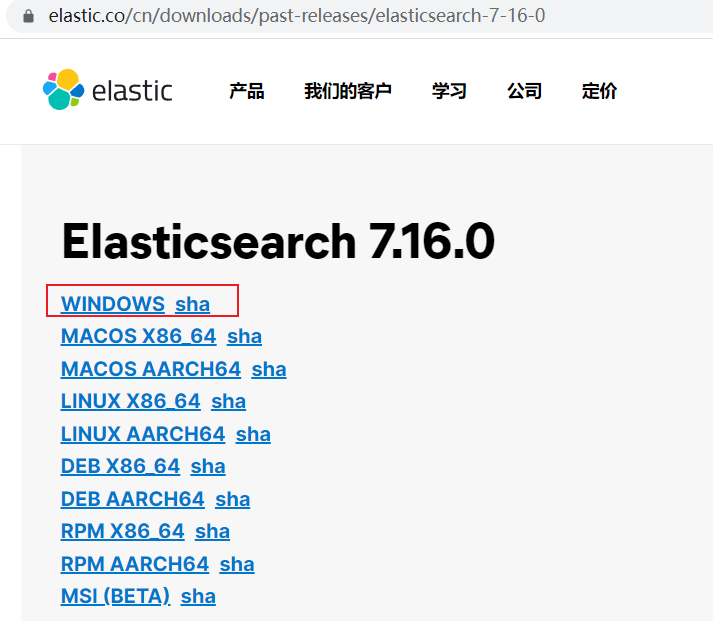 elastic.co/cn/downloads/past-releases/elasticsearch-7-16-0
elastic 产品 我们的客户 学习 公司 定价
Elasticsearch 7.16.0
WINDOWS sha
MACOS X86_64 sha
MACOS AARCH64 sha
LINUX X86_64 sha
LINUX AARCH64 sha
DEB X86_64 sha
DEB AARCH64 sha
RPM X86_64 sha
RPM AARCH64 sha
MSI (BETA) sha